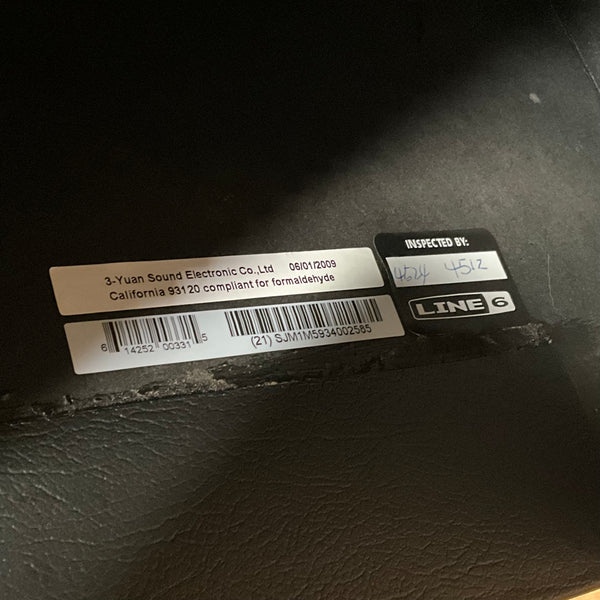 3-Yuan Sound Electronic Co.,Ltd 06/01/2009
California 93120 compliant for formaldehyde
6 14252 00331 5
(21) SJM1M5934002585
INSPECTED BY:
4624 4512
LINE 6